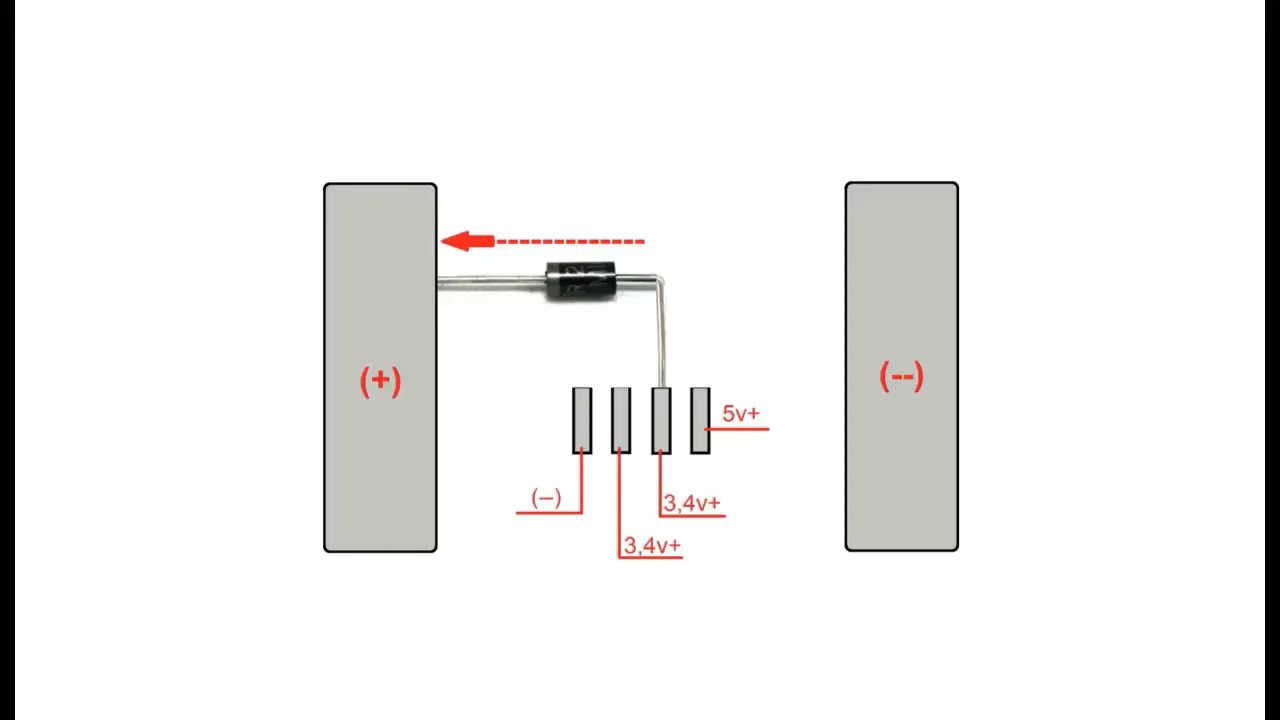 (+)
(--)
5v+
(–)
3,4v+
3,4v+